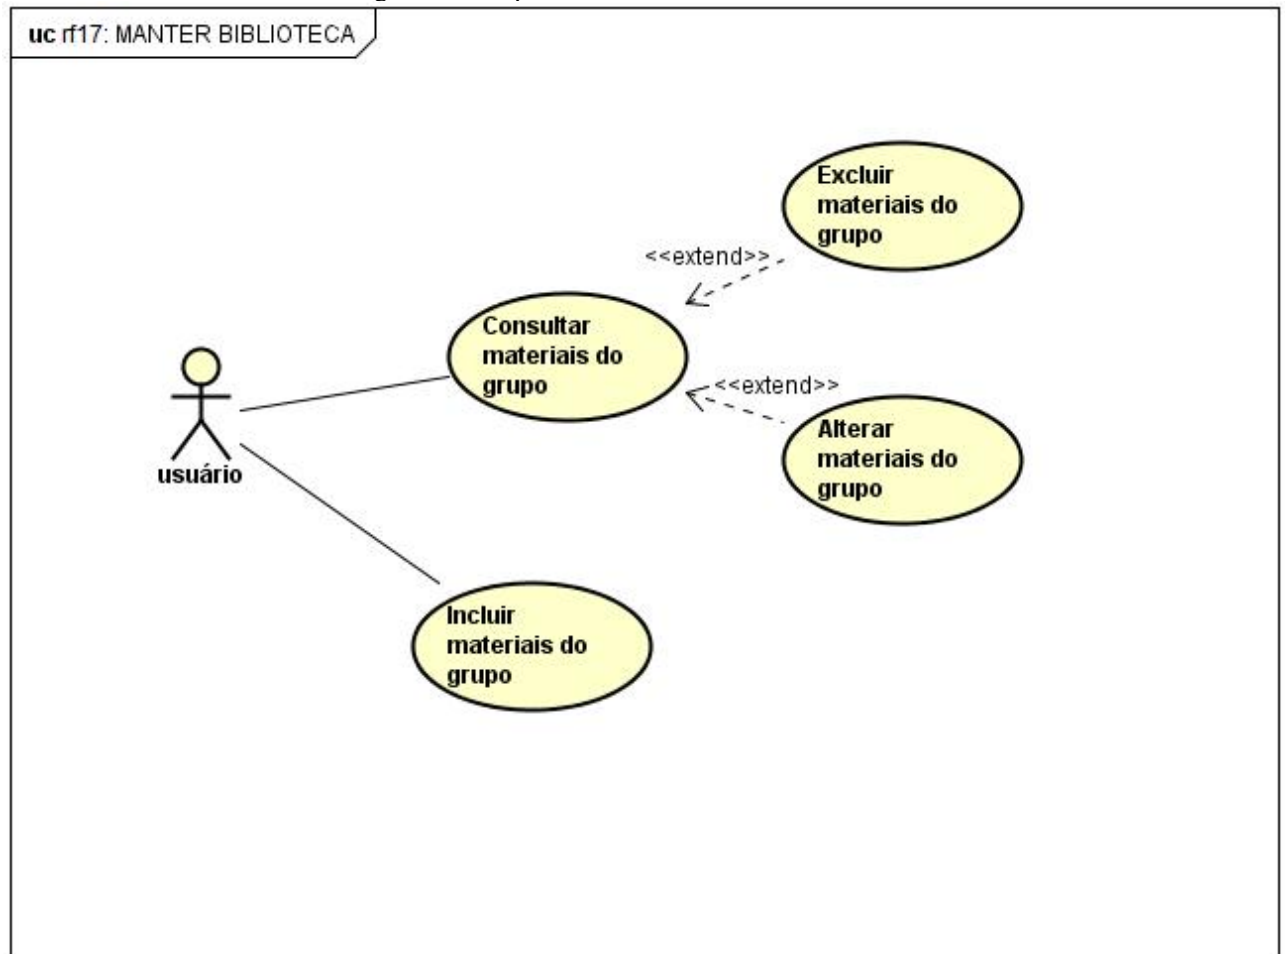 uc rf17: MANTER BIBLIOTECA
Excluir
materiais do
grupo
<<extend>>
Consultar
materiais do
grupo
<<extend>>
Alterar
materiais do
grupo
usuário
Incluir
materiais do
grupo